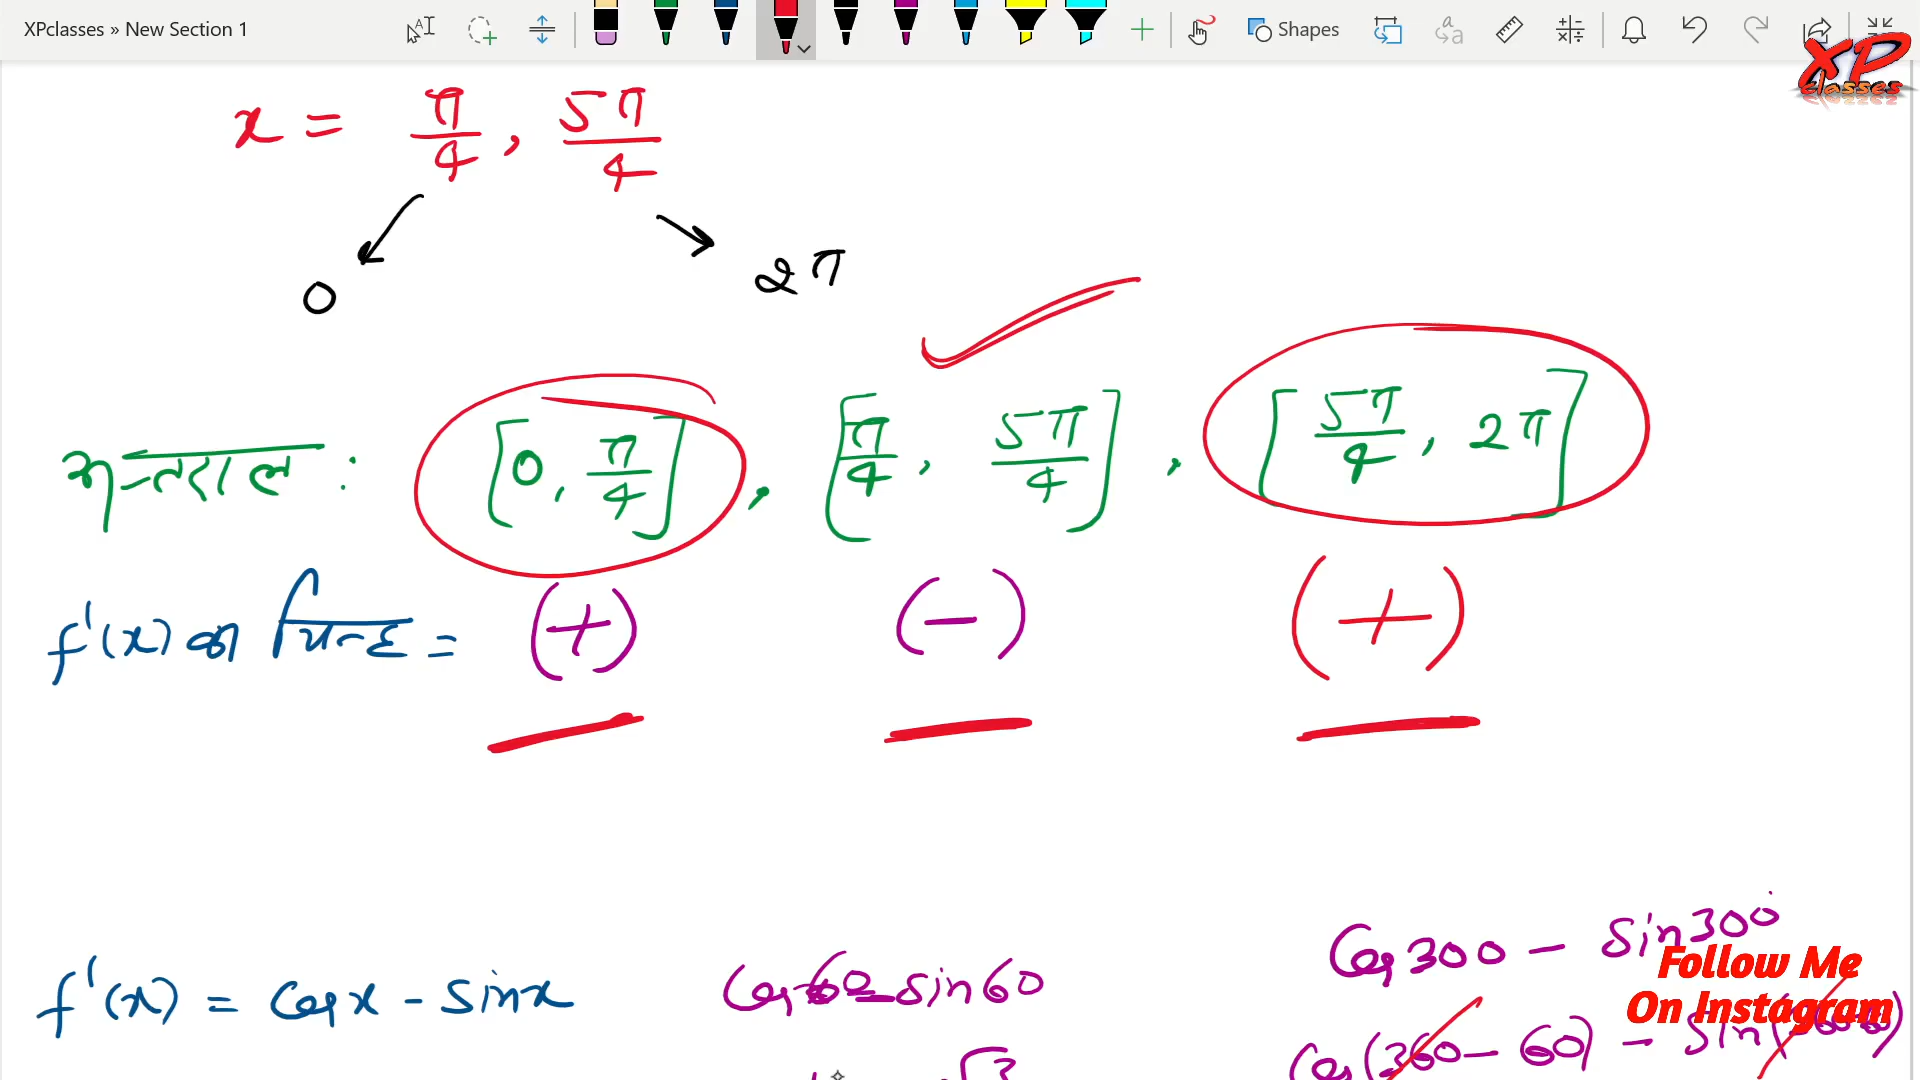 XPclasses » New Section 1
Shapes
XP classes
x = π/4 , 5π/4
0
2π
अन्तराल : [0, π/4] , [π/4, 5π/4] , [5π/4, 2π]
f'(x) का चिन्ह = (+) (-) (+)
Cos 300 - Sin 300°
f'(x) = Cos x - Sin x
Cos 60 - Sin 60
Cos (360 - 60) - Sin
√3
Follow Me
On Instagram